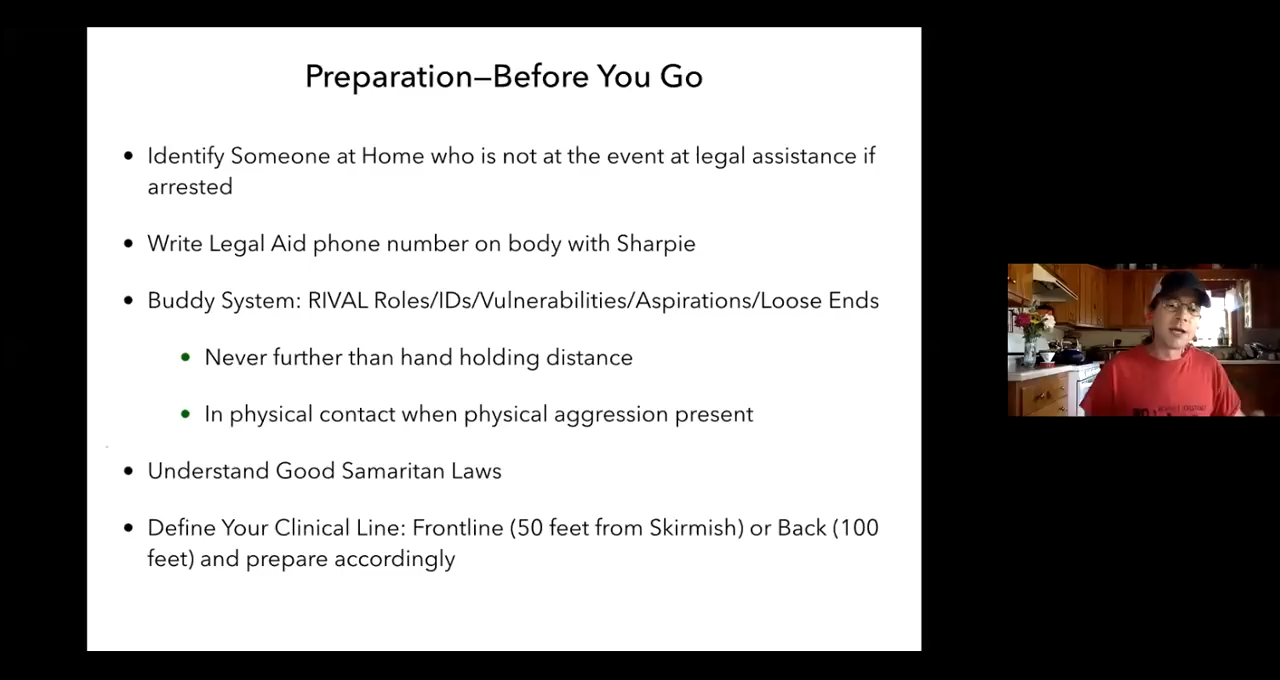 Preparation—Before You Go
• Identify Someone at Home who is not at the event at legal assistance if
arrested
• Write Legal Aid phone number on body with Sharpie
• Buddy System: RIVAL Roles/IDs/Vulnerabilities/Aspirations/Loose Ends
• Never further than hand holding distance
• In physical contact when physical aggression present
• Understand Good Samaritan Laws
• Define Your Clinical Line: Frontline (50 feet from Skirmish) or Back (100
feet) and prepare accordingly